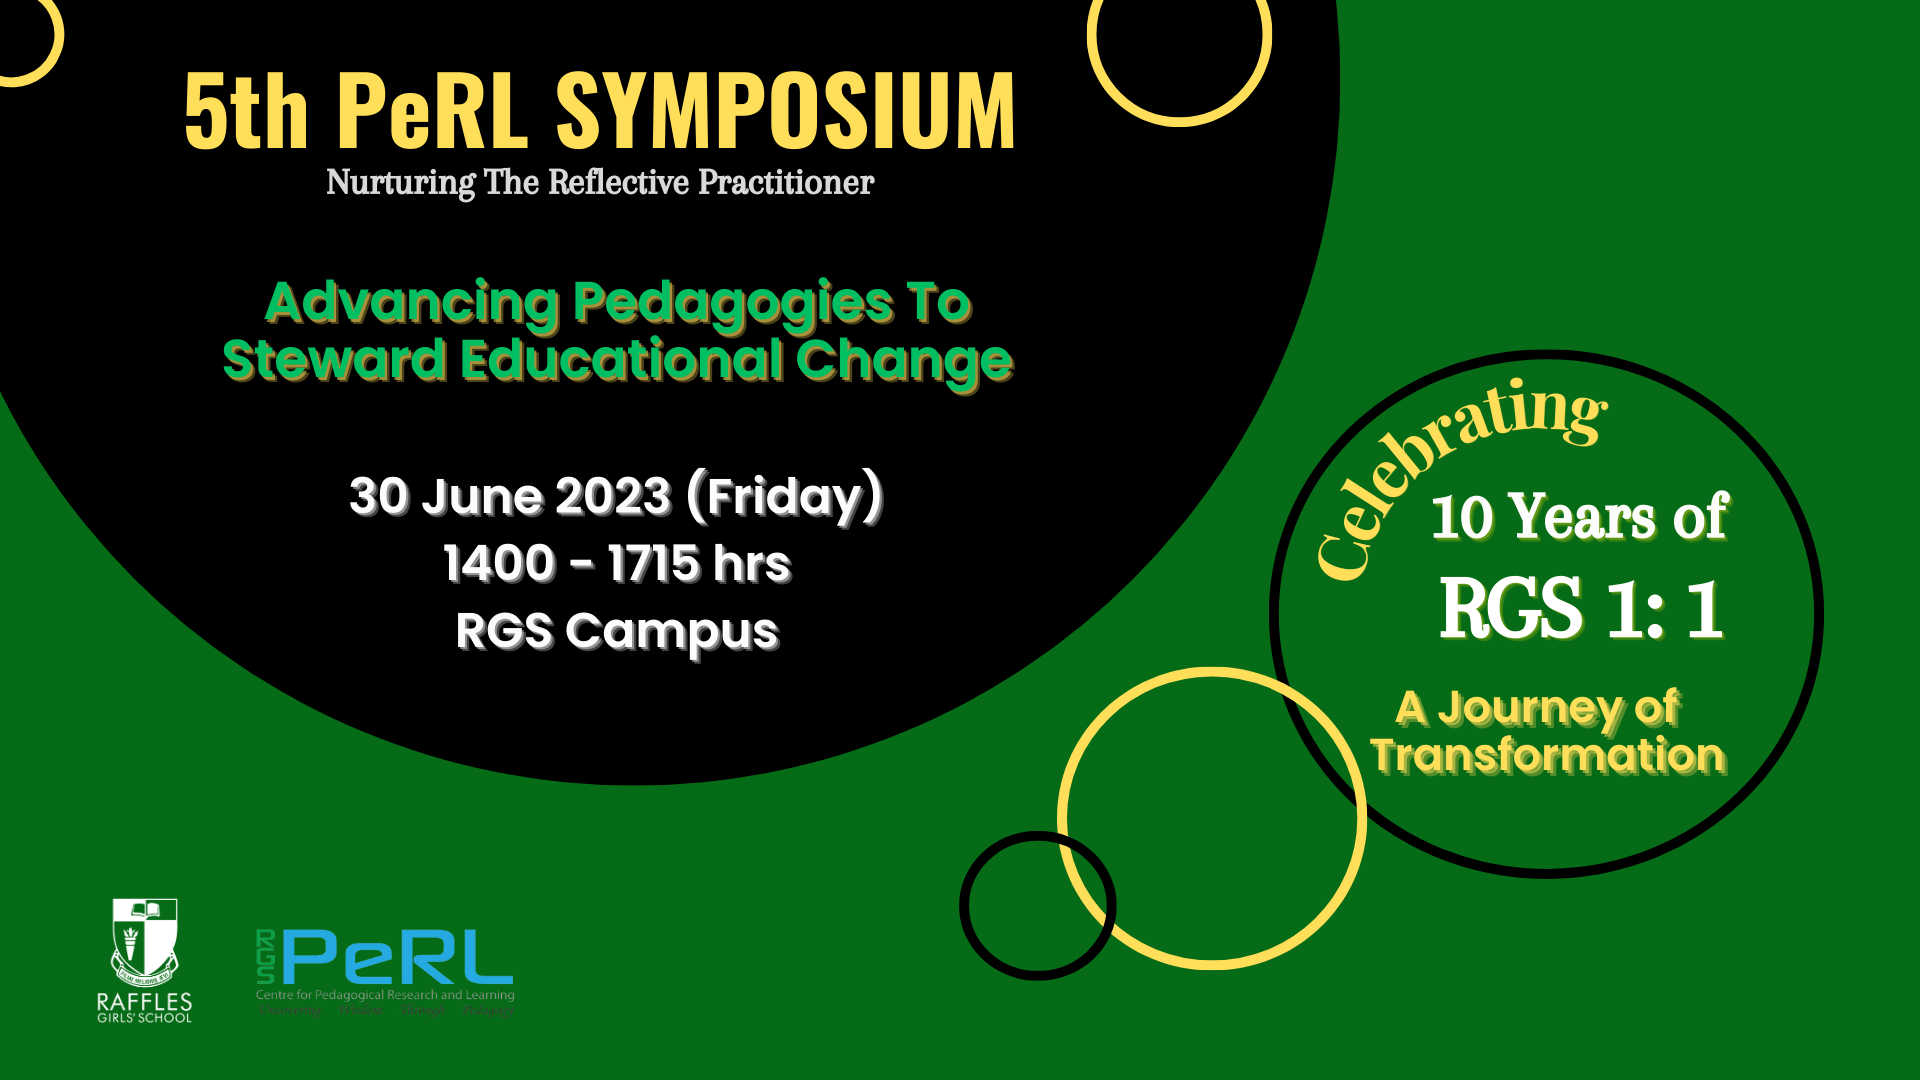 5th PeRL SYMPOSIUM
Nurturing The Reflective Practitioner
Advancing Pedagogies To
Steward Educational Change
30 June 2023 (Friday)
1400 - 1715 hrs
RGS Campus
Celebrating
10 Years of
RGS 1: 1
A Journey of
Transformation
RAFFLES
GIRLS' SCHOOL
RGS PeRL
Centre for Pedagogical Research and Learning